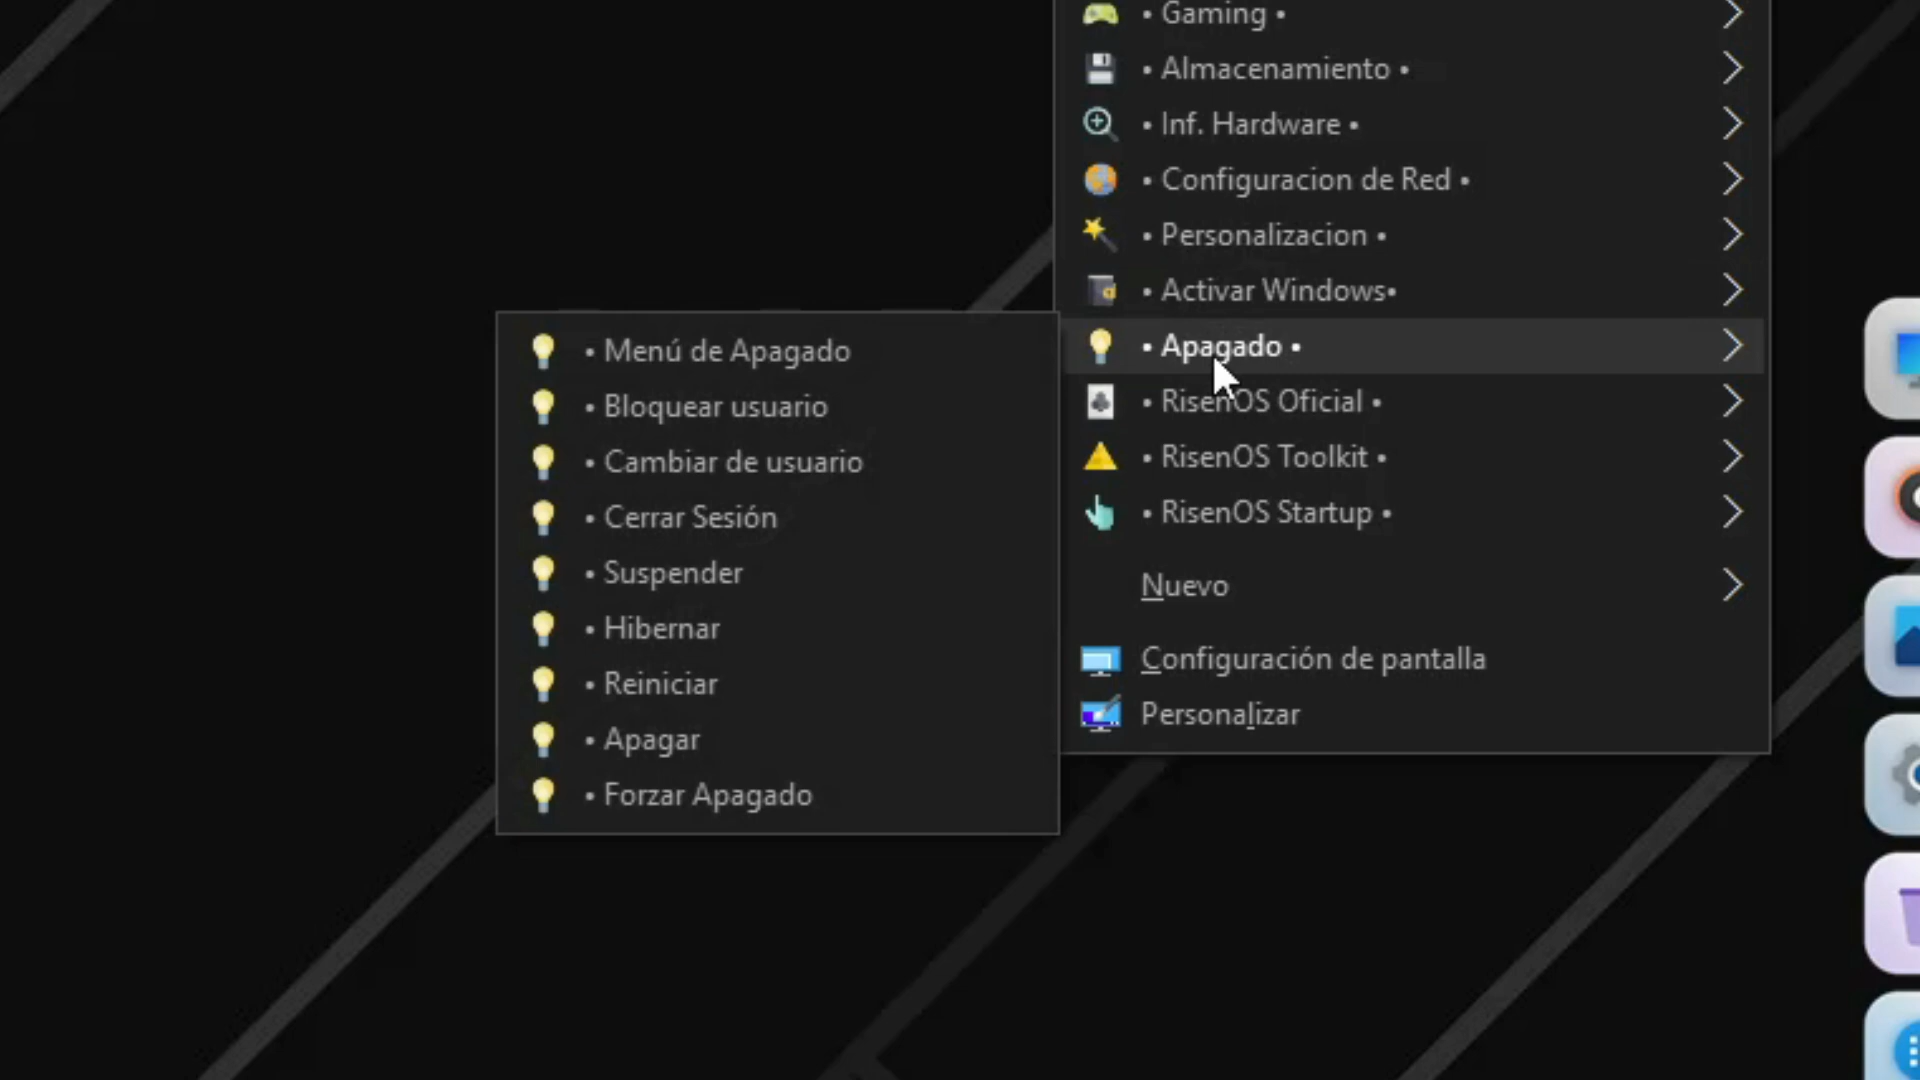 • Gaming •
• Almacenamiento •
• Inf. Hardware •
• Configuracion de Red •
• Personalizacion •
• Activar Windows•
• Apagado •
• RisenOS Oficial •
• RisenOS Toolkit •
• RisenOS Startup •
Nuevo
Configuración de pantalla
Personalizar
• Menú de Apagado
• Bloquear usuario
• Cambiar de usuario
• Cerrar Sesión
• Suspender
• Hibernar
• Reiniciar
• Apagar
• Forzar Apagado